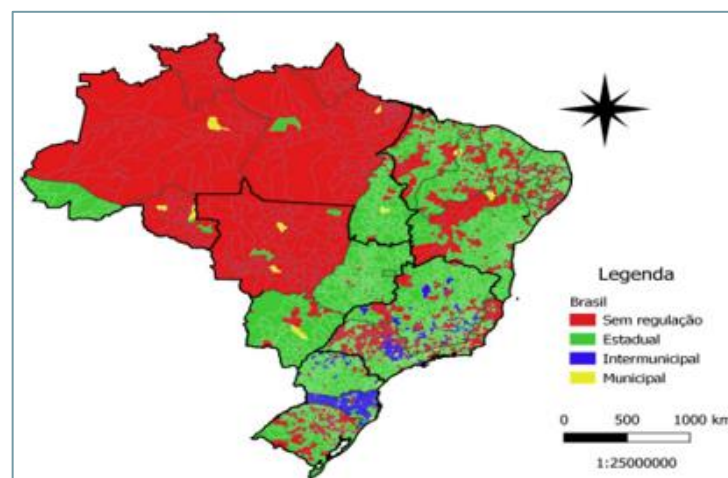 Legenda
Brasil
Sem regulação
Estadual
Intermunicipal
Municipal
0 500 1000 km
1:25000000